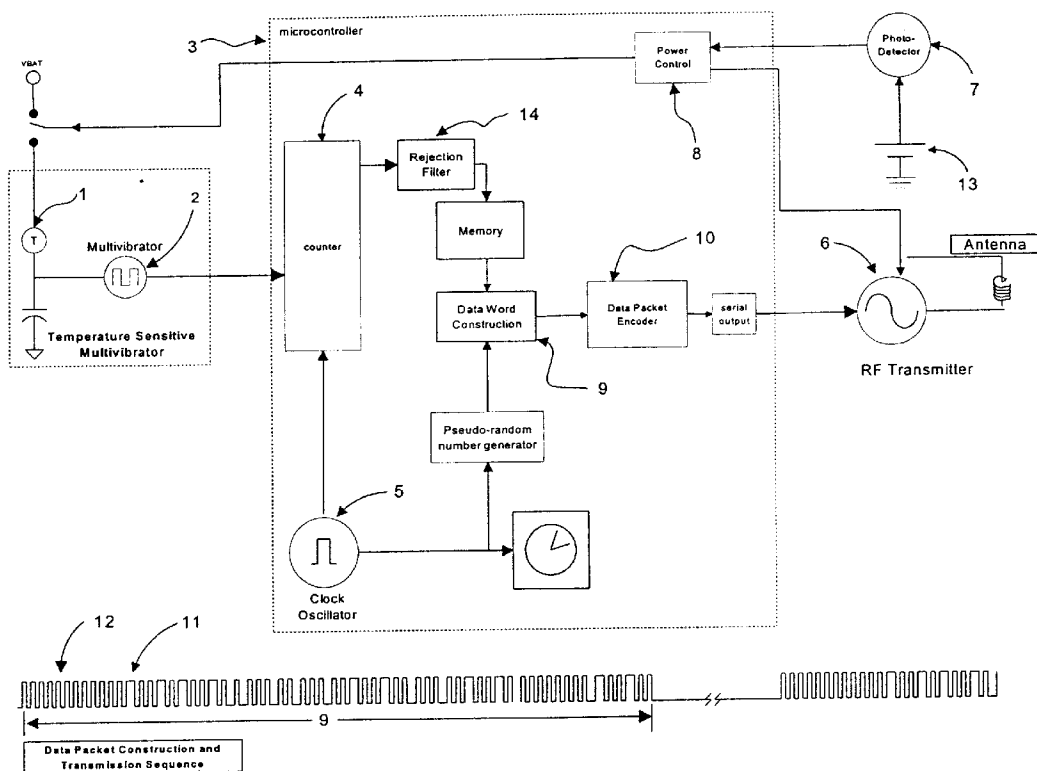 microcontroller
3
VBAT
Power
Control
8
Photo-
Detector
7
13
4
14
Rejection
Filter
1
2
T
Multivibrator
counter
Memory
10
6
Antenna
Data Word
Construction
Data Packet
Encoder
serial
output
Temperature Sensitive
Multivibrator
9
RF Transmitter
Pseudo-random
number generator
5
Clock
Oscillator
12
11
9
Data Packet Construction and
Transmission Sequence